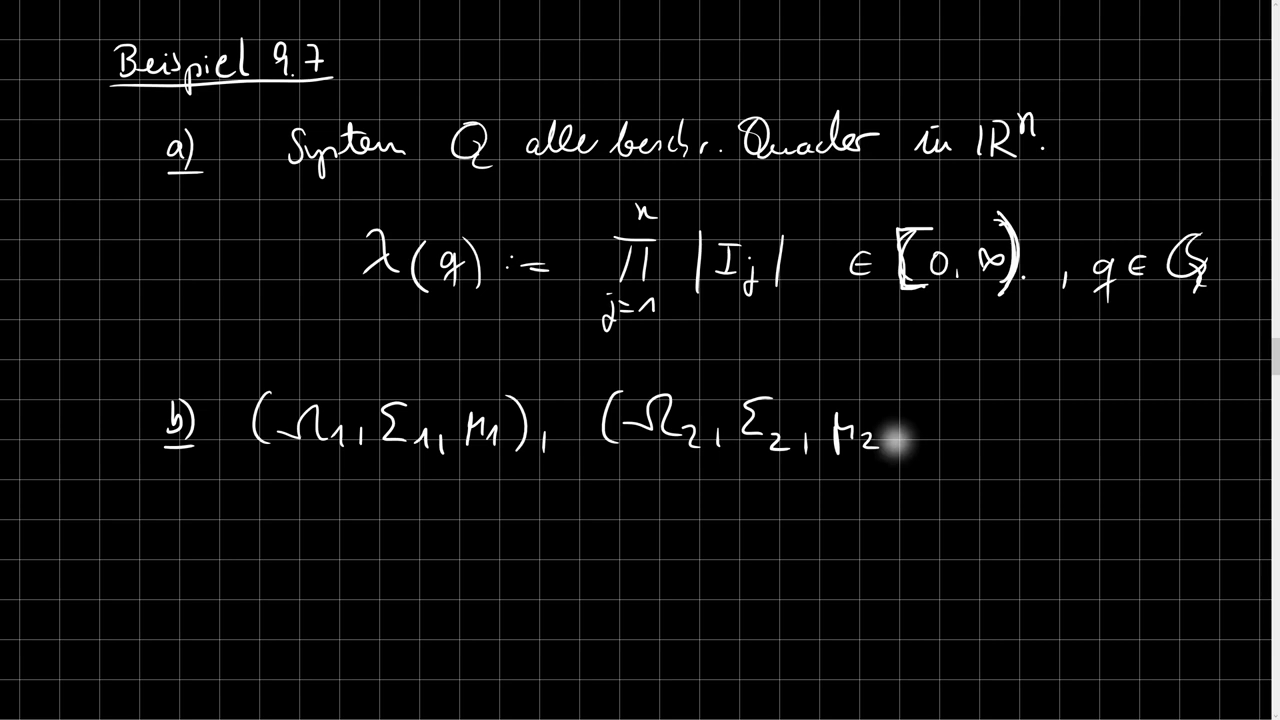 Beispiel 9.7
a) System Q alle beschr. Quader in ℝⁿ.
λ(q) := ∏_{j=1}^{n} |I_j| ∈ [0, ∞). , q ∈ Q
b) (Ω₁, Σ₁, μ₁), (Ω₂, Σ₂, μ₂